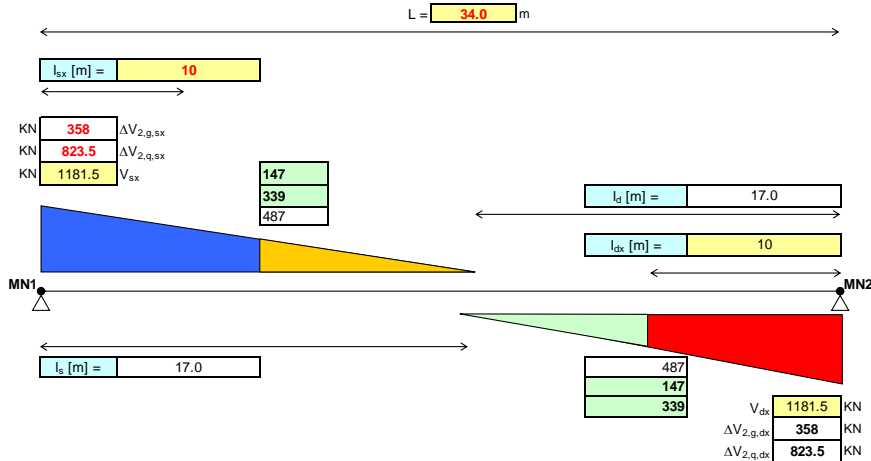 L = 34.0 m
l_sx [m] = 10
KN 358 ΔV_2,g,sx
KN 823.5 ΔV_2,q,sx
KN 1181.5 V_sx
147
339
487
l_d [m] = 17.0
l_dx [m] = 10
MN1 MN2
l_s [m] = 17.0
487
147
339
V_dx 1181.5 KN
ΔV_2,g,dx 358 KN
ΔV_2,q,dx 823.5 KN